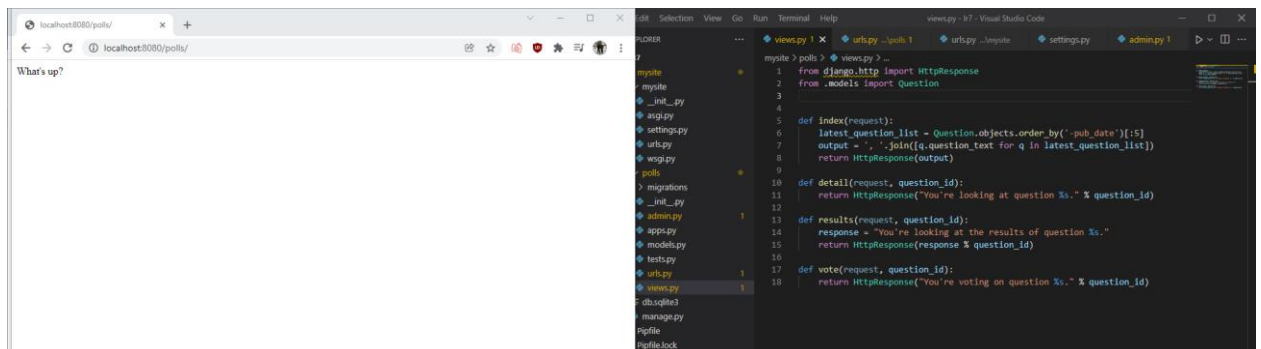 localhost:8080/polls/
localhost:8080/polls/
What's up?
Edit Selection View Go Run Terminal Help views.py - lr7 - Visual Studio Code
PLORER
views.py 1 urls.py ...\polls 1 urls.py ...\mysite settings.py admin.py 1
mysite > polls > views.py > ...
7
mysite
mysite
__init__.py
asgi.py
settings.py
urls.py
wsgi.py
polls
migrations
__init__.py
admin.py 1
apps.py
models.py
tests.py
urls.py 1
views.py 1
db.sqlite3
manage.py
Pipfile
Pipfile.lock
1 from django.http import HttpResponse
2 from .models import Question
3
4
5 def index(request):
6 latest_question_list = Question.objects.order_by('-pub_date')[:5]
7 output = ', '.join([q.question_text for q in latest_question_list])
8 return HttpResponse(output)
9
10 def detail(request, question_id):
11 return HttpResponse("You're looking at question %s." % question_id)
12
13 def results(request, question_id):
14 response = "You're looking at the results of question %s."
15 return HttpResponse(response % question_id)
16
17 def vote(request, question_id):
18 return HttpResponse("You're voting on question %s." % question_id)